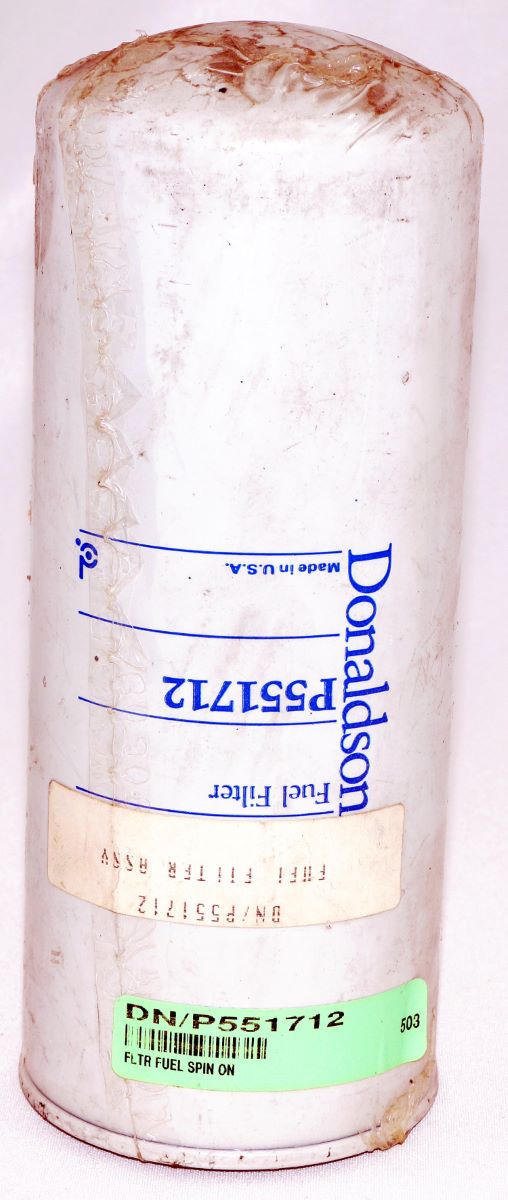 Donaldson
Made in U.S.A.
P551712
Fuel Filter
FUEL FILTER ASSY
DN/P551712
DN/P551712
503
FLTR FUEL SPIN ON